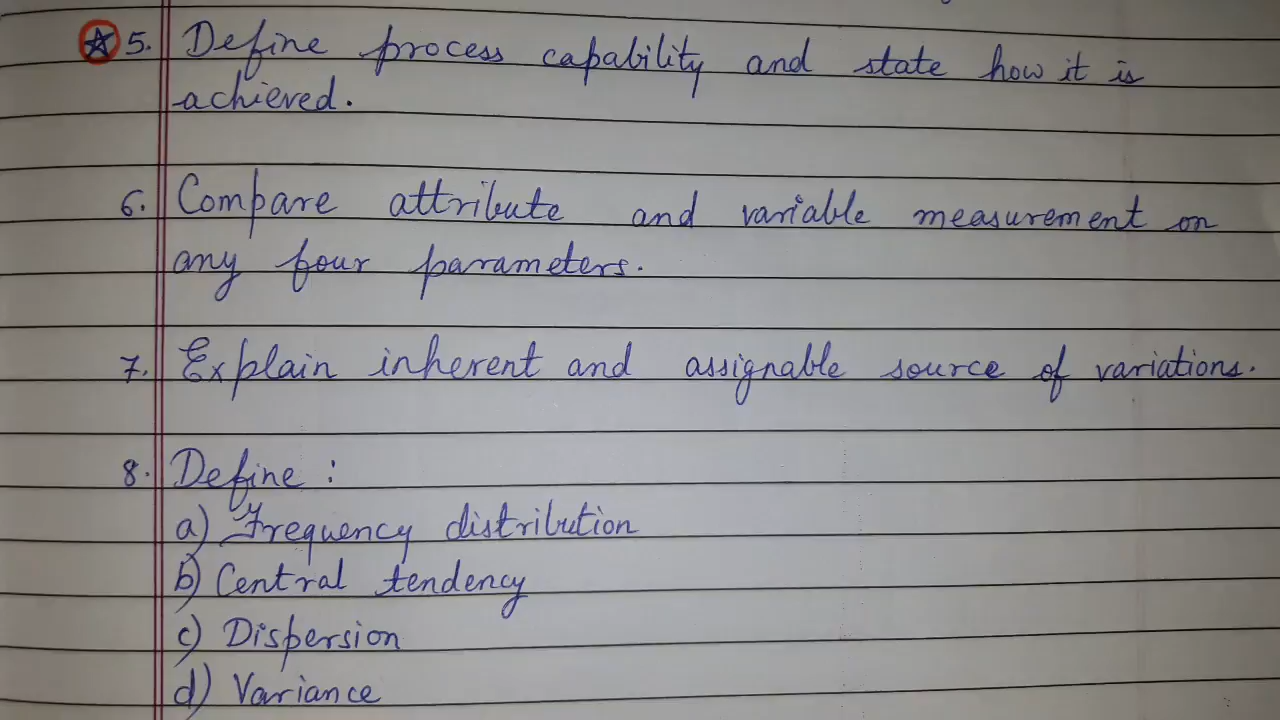 5. Define process capability and state how it is
achieved.
6. Compare attribute and variable measurement on
any four parameters.
7. Explain inherent and assignable source of variations.
8. Define :
a) Frequency distribution
b) Central tendency
c) Dispersion
d) Variance